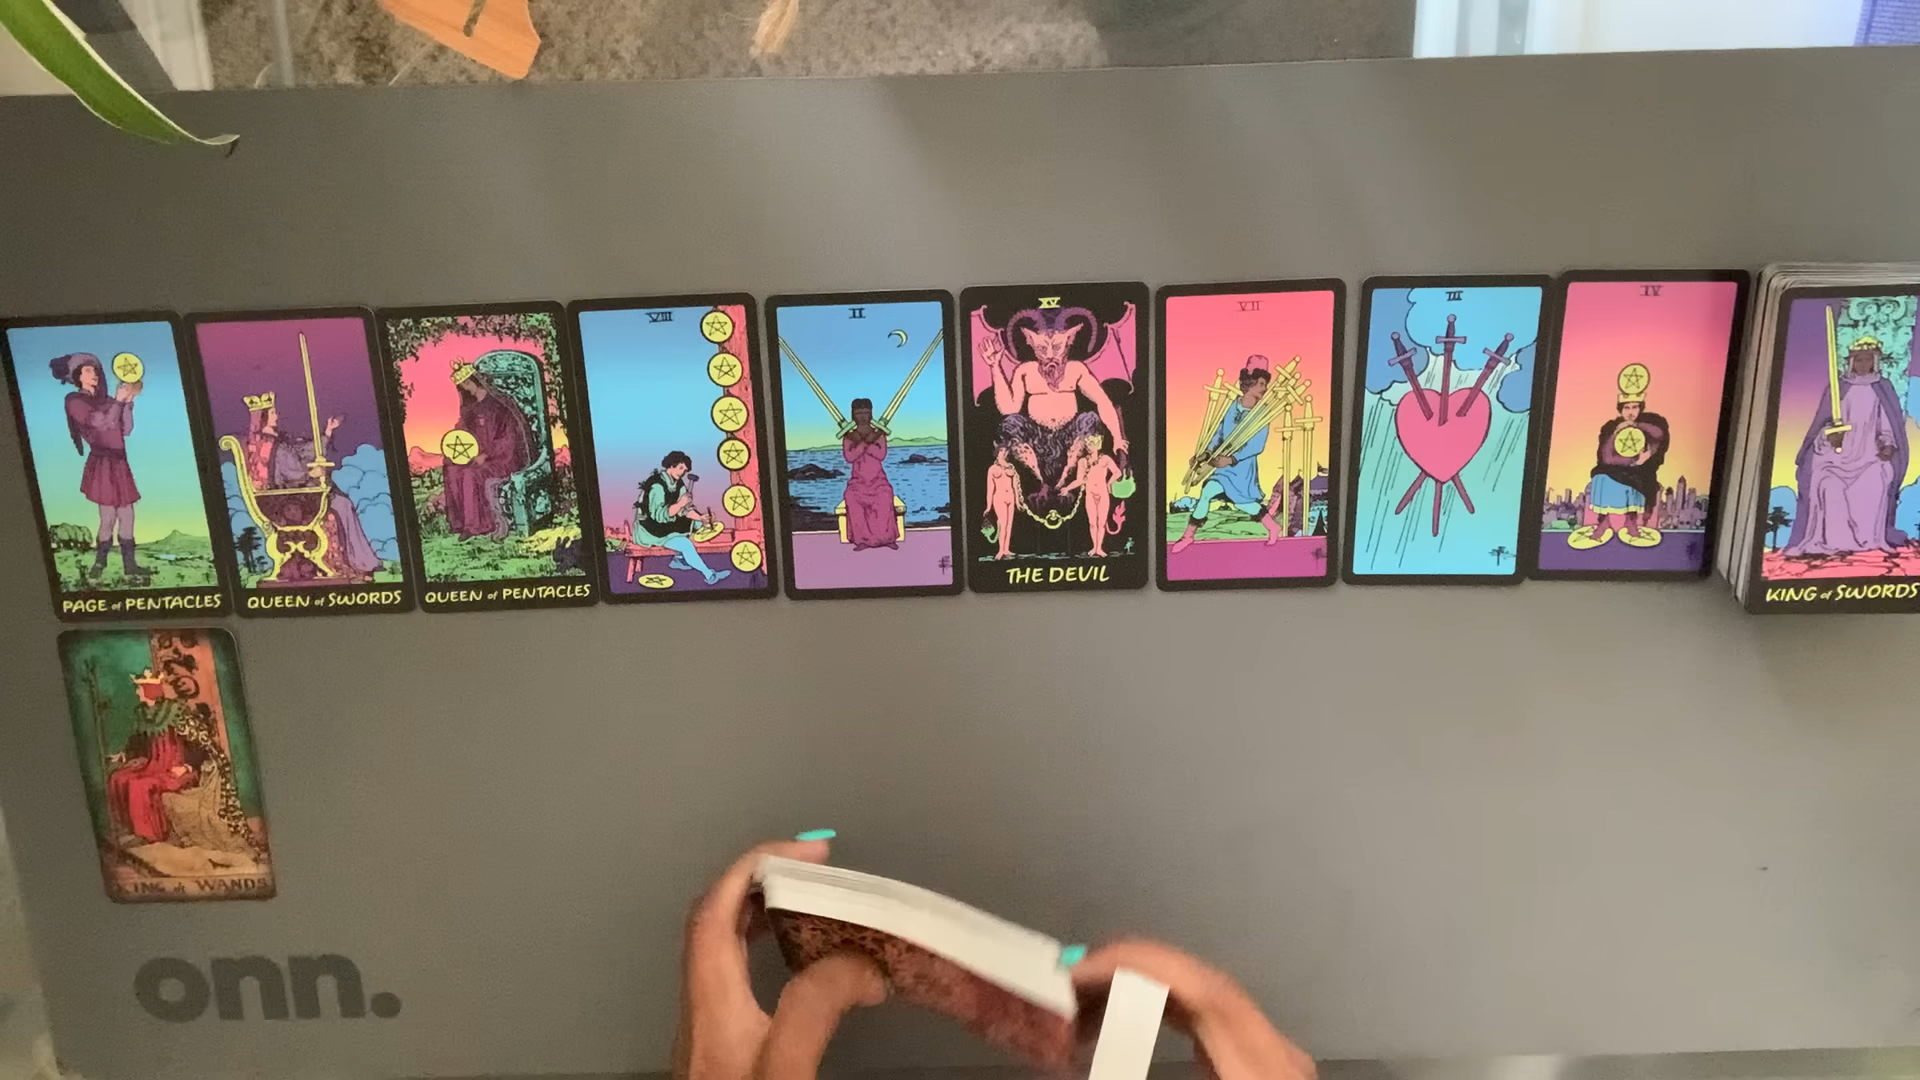 VIII
II
XV
VII
III
IV
PAGE of PENTACLES
QUEEN of SWORDS
QUEEN of PENTACLES
THE DEVIL
KING of SWORDS
KING of WANDS
onn.